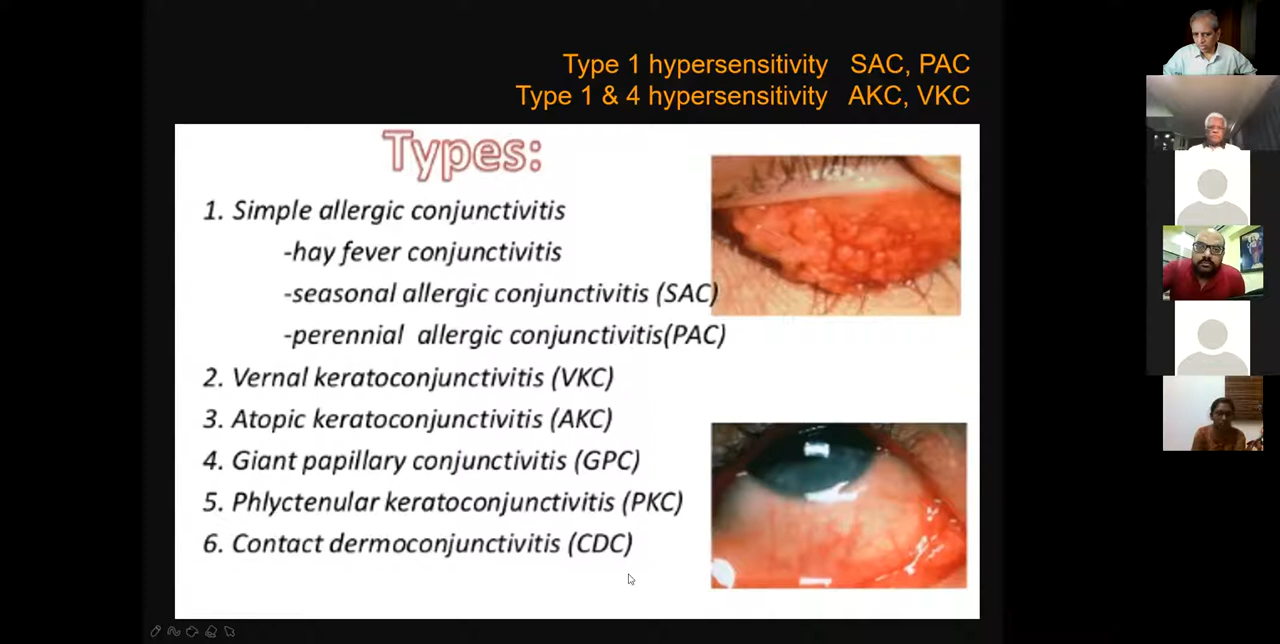 Type 1 hypersensitivity SAC, PAC
Type 1 & 4 hypersensitivity AKC, VKC
Types:
1. Simple allergic conjunctivitis
-hay fever conjunctivitis
-seasonal allergic conjunctivitis (SAC)
-perennial allergic conjunctivitis(PAC)
2. Vernal keratoconjunctivitis (VKC)
3. Atopic keratoconjunctivitis (AKC)
4. Giant papillary conjunctivitis (GPC)
5. Phlyctenular keratoconjunctivitis (PKC)
6. Contact dermoconjunctivitis (CDC)